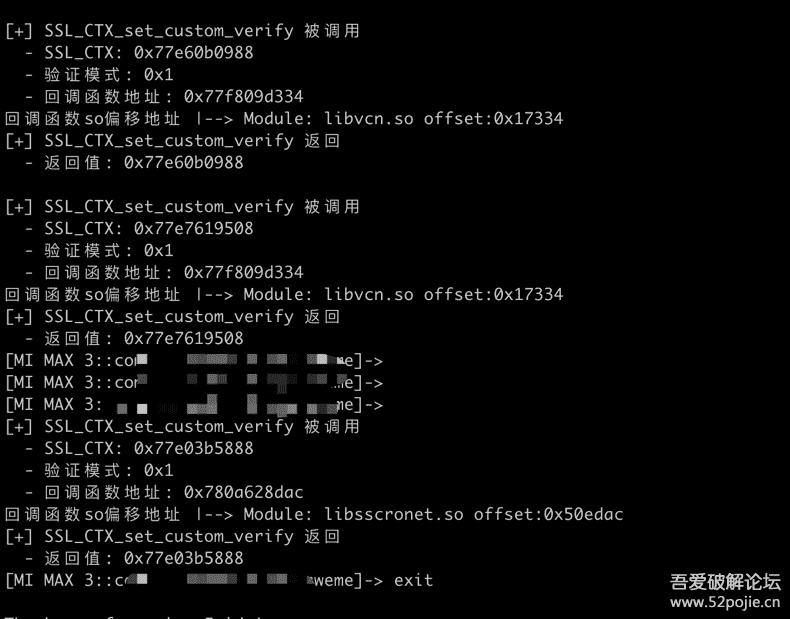 [+] SSL_CTX_set_custom_verify 被调用
- SSL_CTX: 0x77e60b0988
- 验证模式: 0x1
- 回调函数地址: 0x77f809d334
回调函数so偏移地址 |--> Module: libvcn.so offset:0x17334
[+] SSL_CTX_set_custom_verify 返回
- 返回值: 0x77e60b0988
[+] SSL_CTX_set_custom_verify 被调用
- SSL_CTX: 0x77e7619508
- 验证模式: 0x1
- 回调函数地址: 0x77f809d334
回调函数so偏移地址 |--> Module: libvcn.so offset:0x17334
[+] SSL_CTX_set_custom_verify 返回
- 返回值: 0x77e7619508
[MI MAX 3::com me]->
[MI MAX 3::com me]->
[MI MAX 3: me]->
[+] SSL_CTX_set_custom_verify 被调用
- SSL_CTX: 0x77e03b5888
- 验证模式: 0x1
- 回调函数地址: 0x780a628dac
回调函数so偏移地址 |--> Module: libsscronet.so offset:0x50edac
[+] SSL_CTX_set_custom_verify 返回
- 返回值: 0x77e03b5888
[MI MAX 3::c weme]-> exit
吾爱破解论坛
www.52pojie.cn